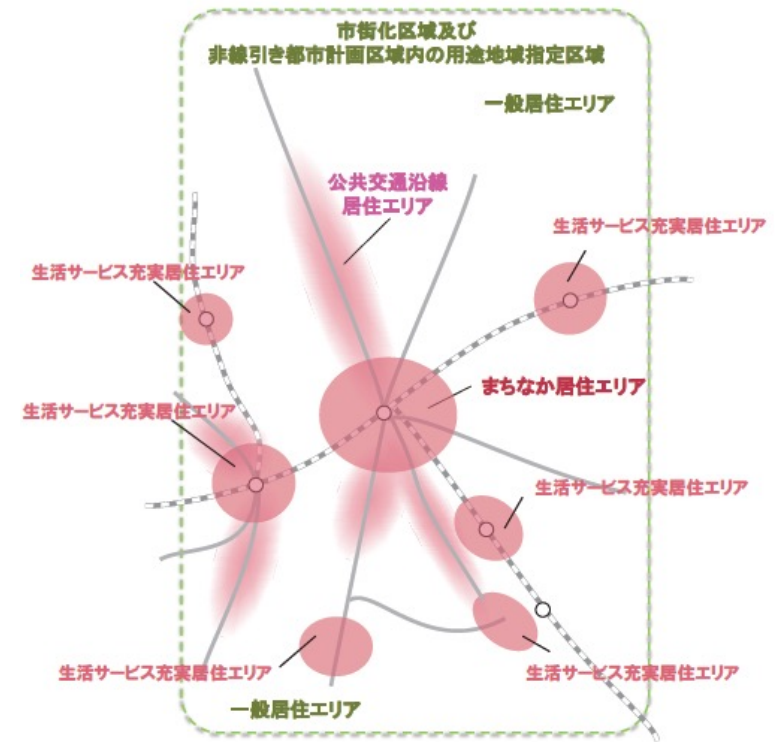 市街化区域及び
非線引き都市計画区域内の用途地域指定区域
一般居住エリア
公共交通沿線
居住エリア
生活サービス充実居住エリア
生活サービス充実居住エリア
まちなか居住エリア
生活サービス充実居住エリア
生活サービス充実居住エリア
生活サービス充実居住エリア
生活サービス充実居住エリア
一般居住エリア